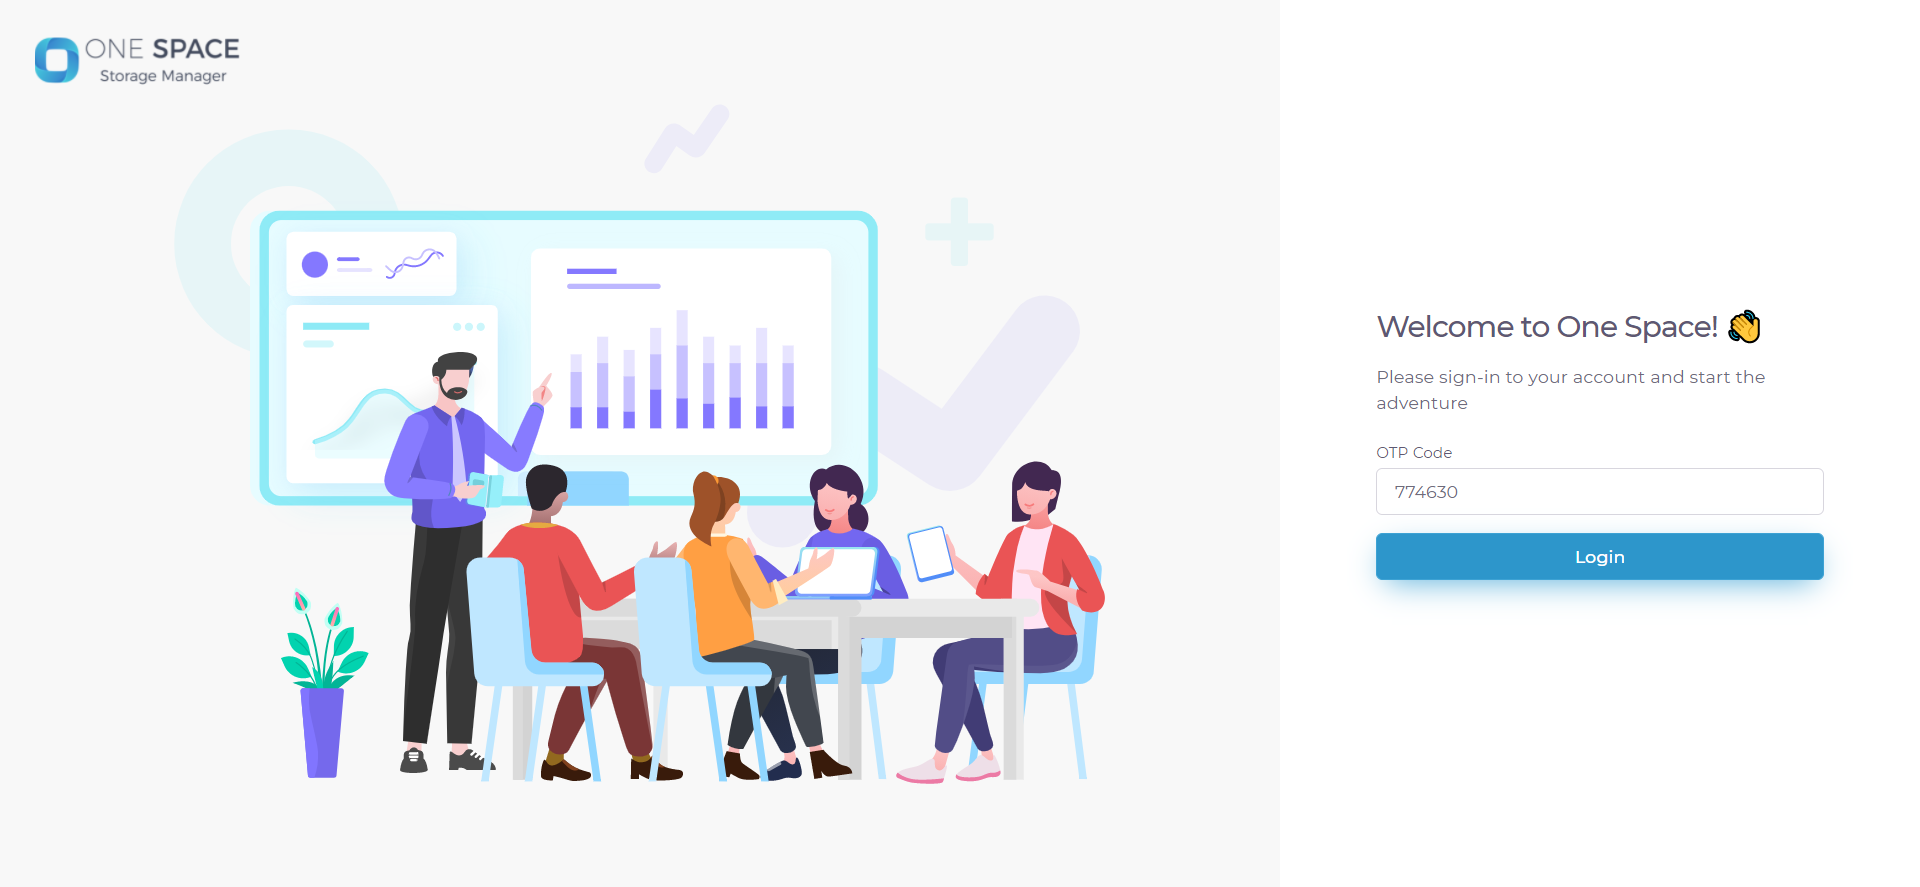 ONE SPACE
Storage Manager
Welcome to One Space! 👋
Please sign-in to your account and start the
adventure
OTP Code
774630
Login